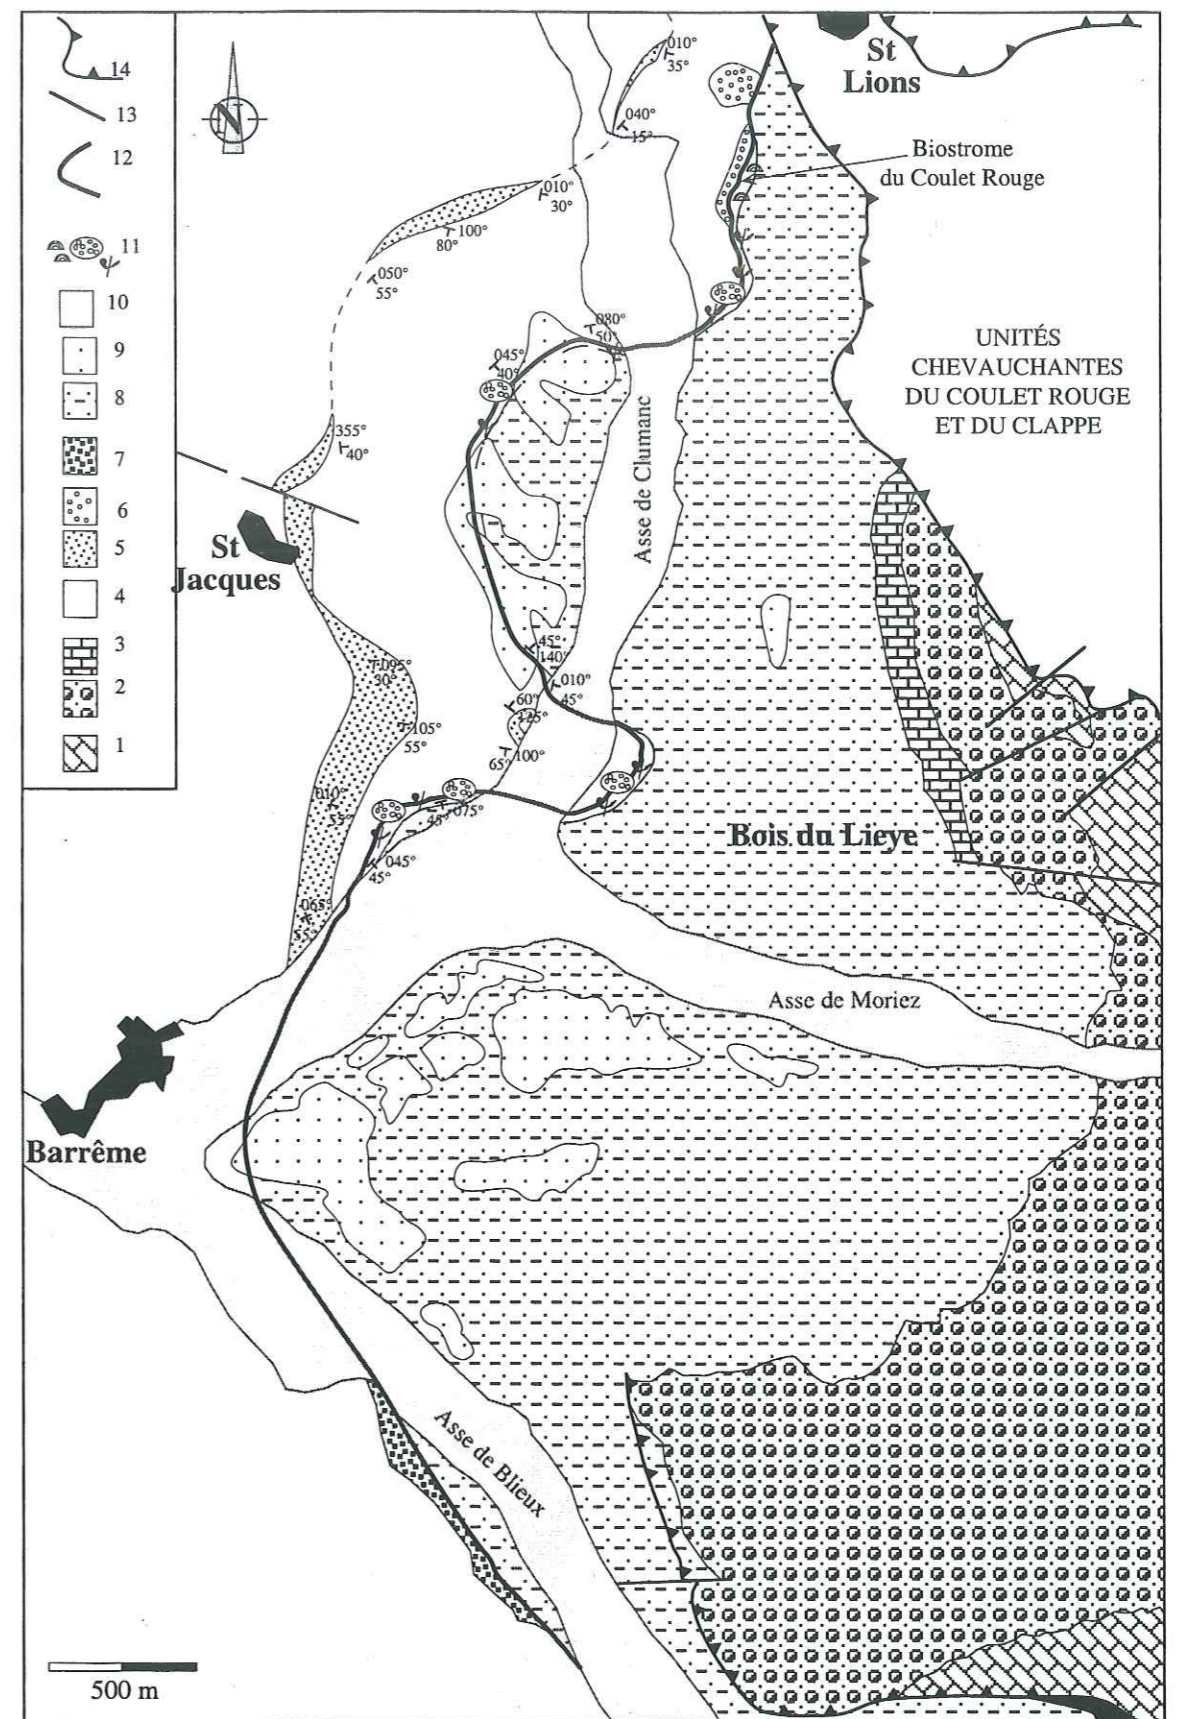 14
13
12
11
10
9
8
7
6
5
4
3
2
1
N
St
Lions
Biostrome
du Coulet Rouge
UNITÉS
CHEVAUCHANTES
DU COULET ROUGE
ET DU CLAPPE
010°
35°
040°
15°
010°
30°
100°
80°
050°
55°
080°
50°
045°
40°
355°
40°
Asse de Clumanc
St
Jacques
45°
140°
010°
45°
60°
125°
100°
65°
095°
30°
105°
55°
010°
55°
075°
45°
045°
45°
065°
55°
Bois du Lieye
Asse de Moriez
Barrême
Asse de Blieux
500 m